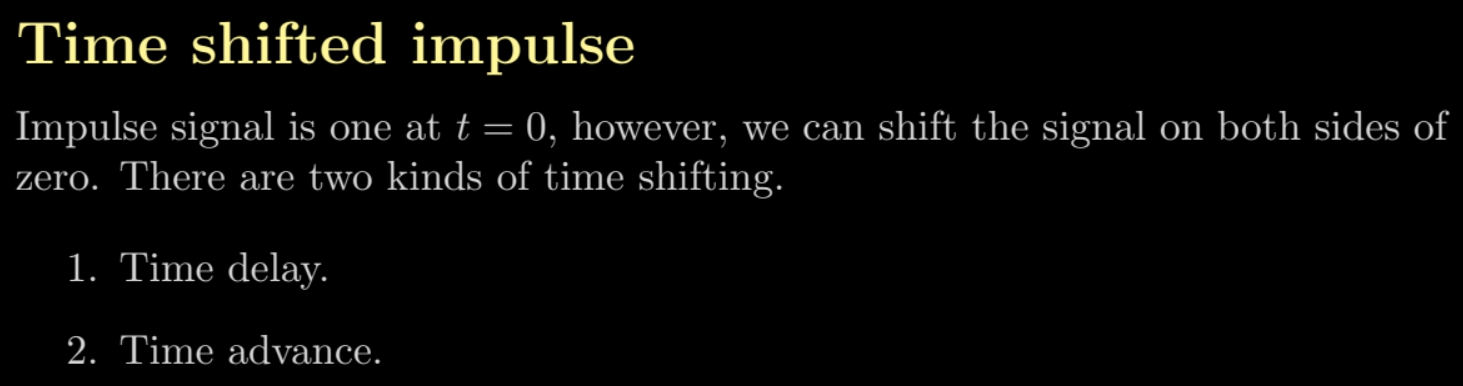 Time shifted impulse
Impulse signal is one at t = 0, however, we can shift the signal on both sides of
zero. There are two kinds of time shifting.
1. Time delay.
2. Time advance.